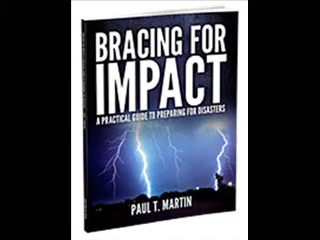 BRACING FOR
IMPACT
A PRACTICAL GUIDE TO PREPARING FOR DISASTERS
PAUL T. MARTIN